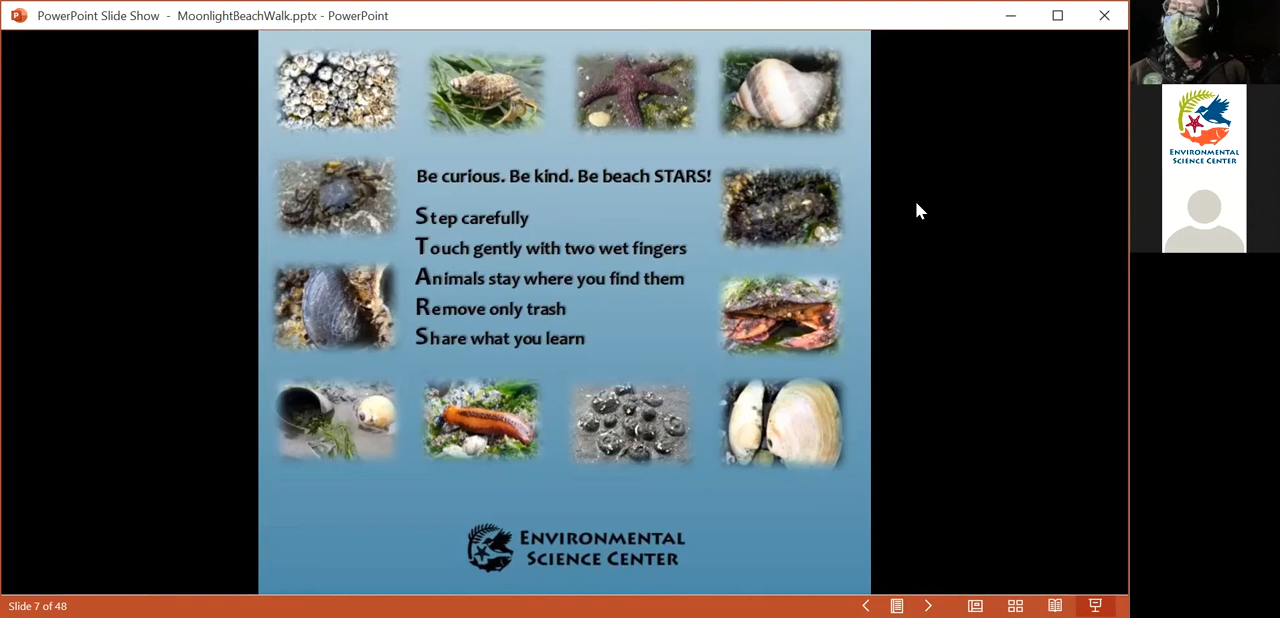 PowerPoint Slide Show - MoonlightBeachWalk.pptx - PowerPoint
Be curious. Be kind. Be beach STARS!
Step carefully
Touch gently with two wet fingers
Animals stay where you find them
Remove only trash
Share what you learn
ENVIRONMENTAL
SCIENCE CENTER
ENVIRONMENTAL
SCIENCE CENTER
Slide 7 of 48